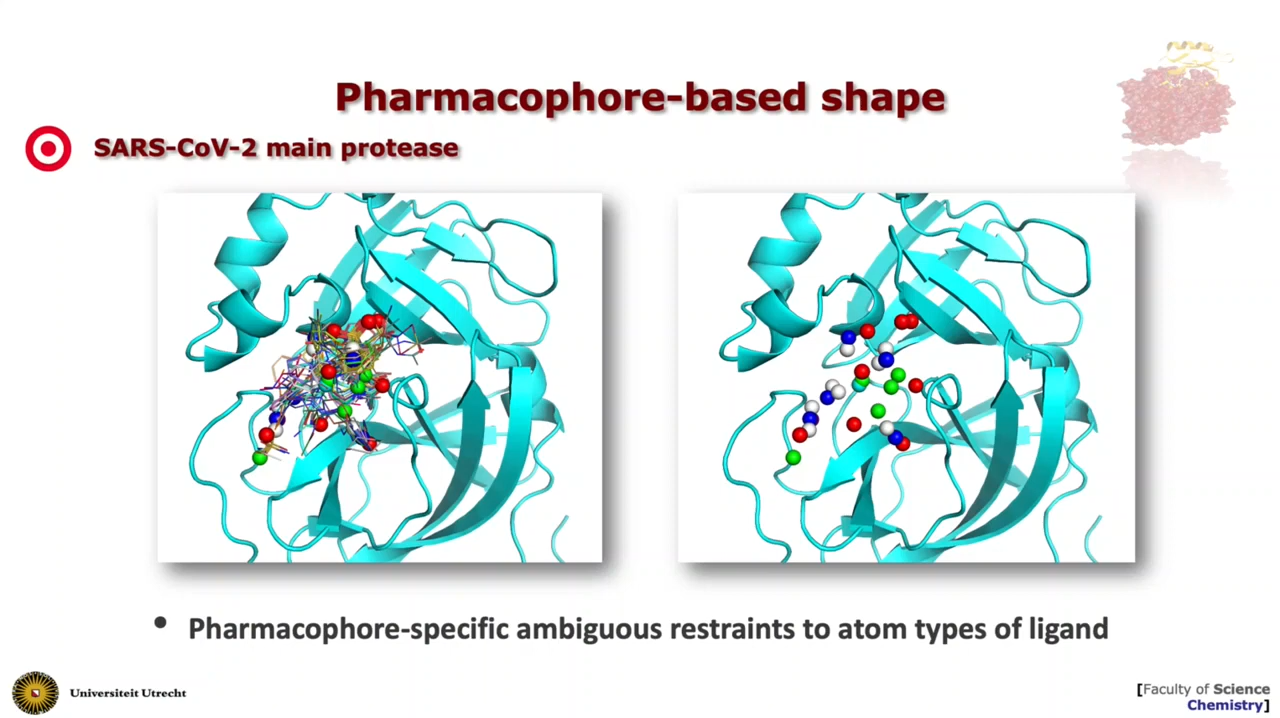 Pharmacophore-based shape
SARS-CoV-2 main protease
• Pharmacophore-specific ambiguous restraints to atom types of ligand
Universiteit Utrecht
[Faculty of Science
Chemistry]